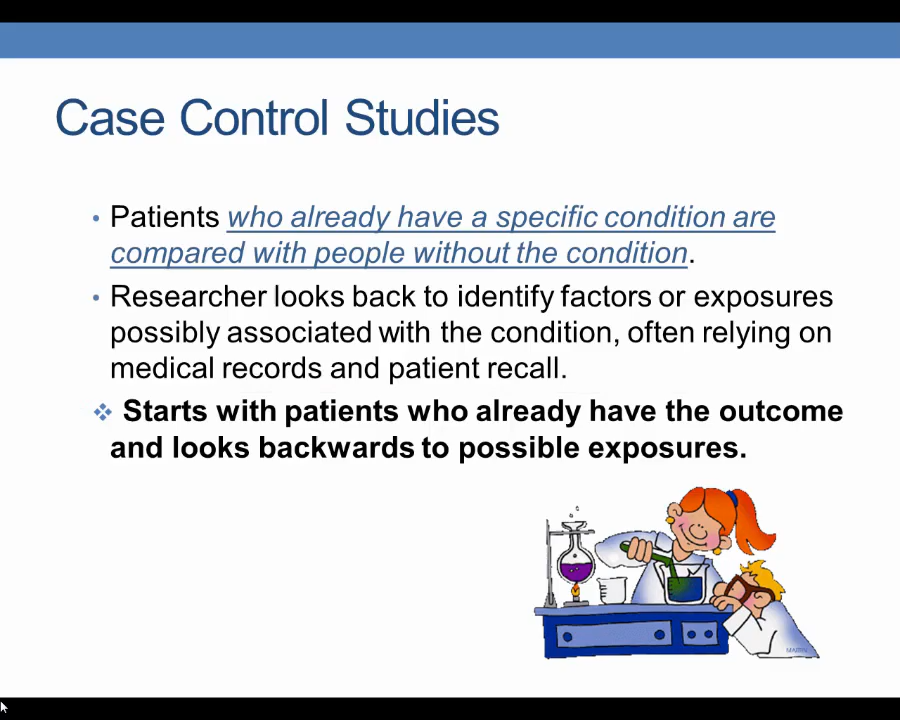 Case Control Studies
• Patients who already have a specific condition are
compared with people without the condition.
• Researcher looks back to identify factors or exposures
possibly associated with the condition, often relying on
medical records and patient recall.
❖ Starts with patients who already have the outcome
and looks backwards to possible exposures.
MARTIN